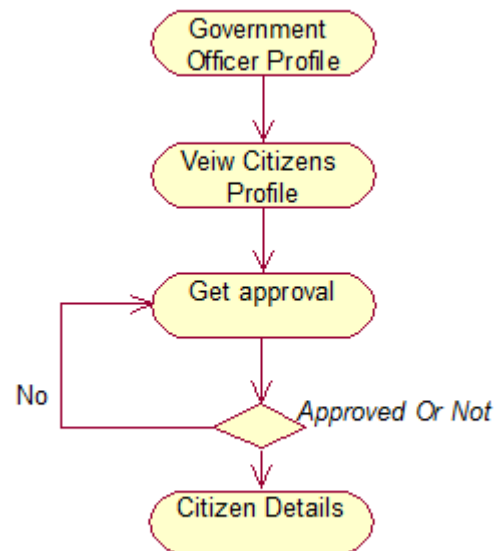 Government
Officer Profile
Veiw Citizens
Profile
Get approval
No
Approved Or Not
Citizen Details